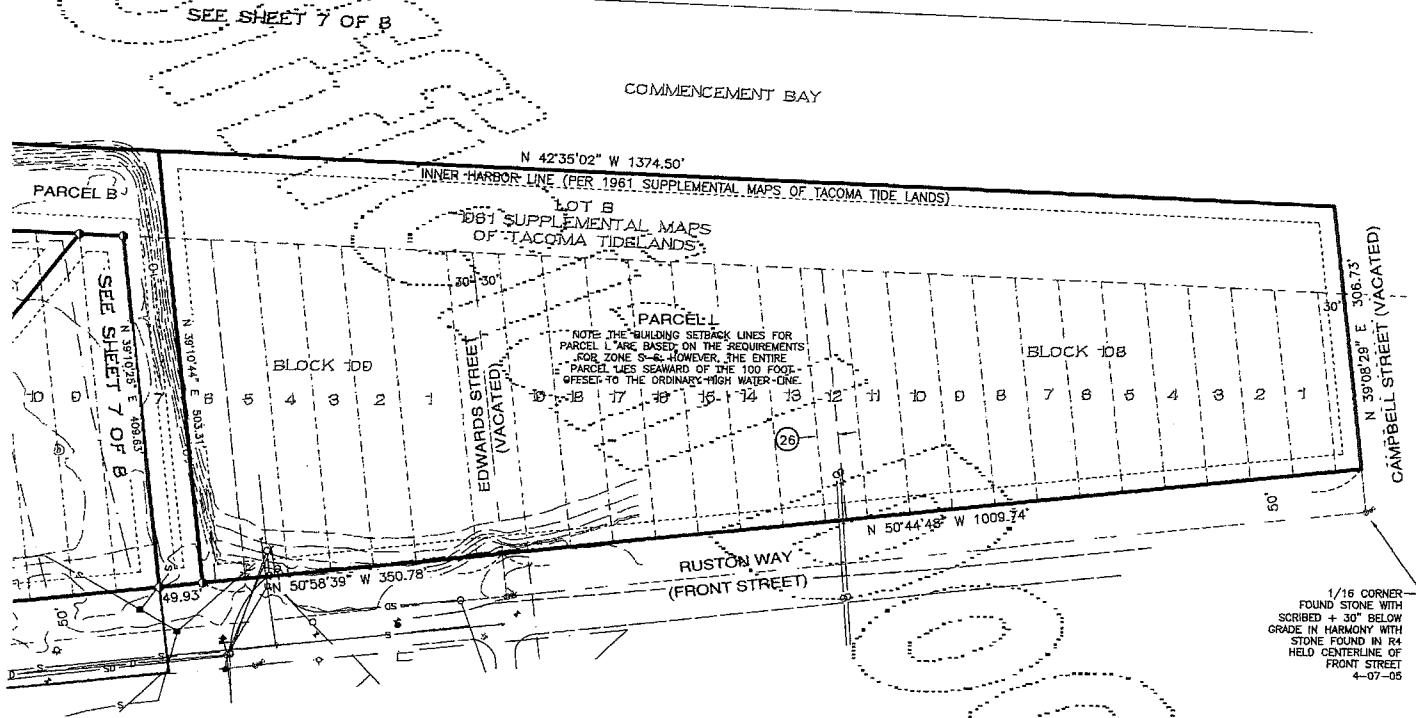 SEE SHEET 7 OF 8
COMMENCEMENT BAY
N 42°35'02" W 1374.50'
INNER HARBOR LINE (PER 1961 SUPPLEMENTAL MAPS OF TACOMA TIDE LANDS)
PARCEL B
LOT B
1961 SUPPLEMENTAL MAPS
OF TACOMA TIDELANDS
30' 30'
PARCEL L
NOTE: THE BUILDING SETBACK LINES FOR
PARCEL L ARE BASED ON THE REQUIREMENTS
FOR ZONE S-6; HOWEVER, THE ENTIRE
PARCEL LIES SEAWARD OF THE 100 FOOT
OFFSET TO THE ORDINARY HIGH WATER LINE.
SEE SHEET 7 OF 8
N 39°10'25" E 409.63'
N 39°10'44" E 503.31'
BLOCK 100
EDWARDS STREET
(VACATED)
BLOCK 108
30'
N 39°08'29" E 306.73'
CAMPBELL STREET (VACATED)
10 9 7 6 5 4 3 2 1
19 18 17 16 15 14 13 12 11 10 9 8 7 6 5 4 3 2 1
26
N 50°44'48" W 1009.74'
50'
RUSTON WAY
(FRONT STREET)
N 50°58'39" W 350.78'
49.93'
50'
1/16 CORNER
FOUND STONE WITH
SCRIBED + 30" BELOW
GRADE IN HARMONY WITH
STONE FOUND IN R4
HELD CENTERLINE OF
FRONT STREET
4-07-05